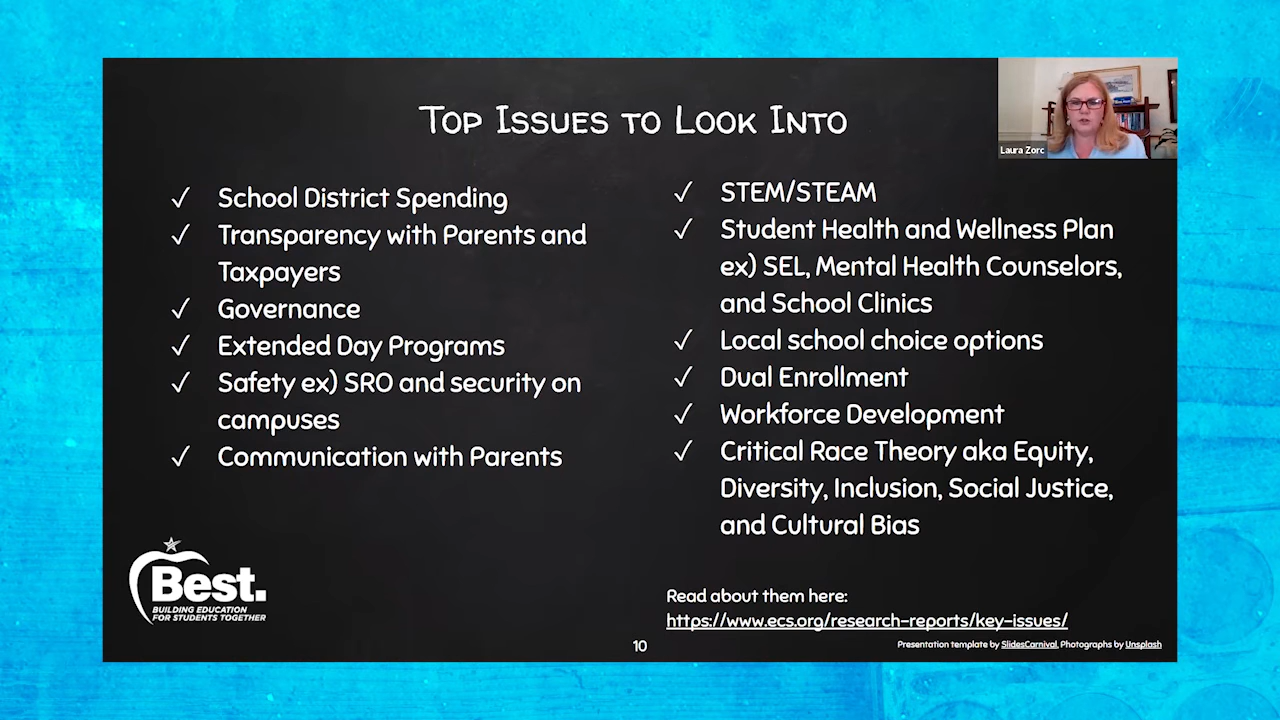 Top Issues to Look Into
Laura Zorc
✓ School District Spending
✓ Transparency with Parents and
Taxpayers
✓ Governance
✓ Extended Day Programs
✓ Safety ex) SRO and security on
campuses
✓ Communication with Parents
✓ STEM/STEAM
✓ Student Health and Wellness Plan
ex) SEL, Mental Health Counselors,
and School Clinics
✓ Local school choice options
✓ Dual Enrollment
✓ Workforce Development
✓ Critical Race Theory aka Equity,
Diversity, Inclusion, Social Justice,
and Cultural Bias
Best.
BUILDING EDUCATION
FOR STUDENTS TOGETHER
Read about them here:
https://www.ecs.org/research-reports/key-issues/
10
Presentation template by SlidesCarnival, Photographs by Unsplash